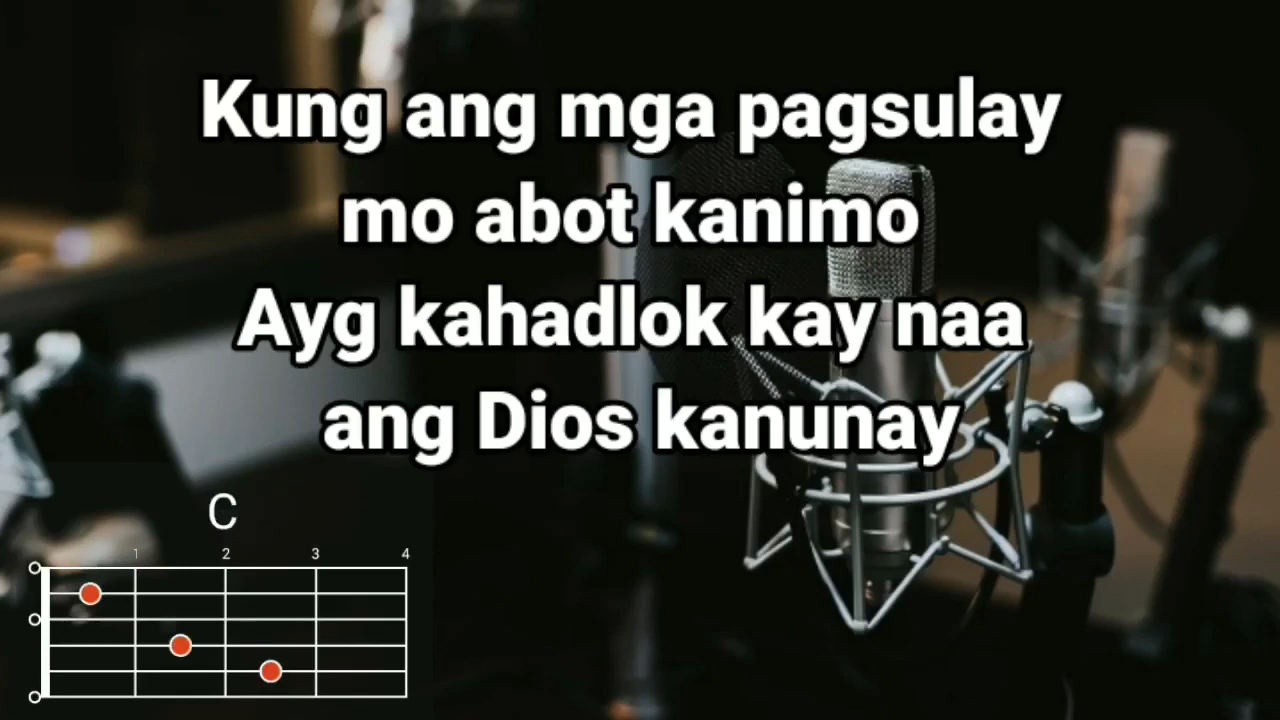 Kung ang mga pagsulay
mo abot kanimo
Ayg kahadlok kay naa
ang Dios kanunay
C
1 2 3 4